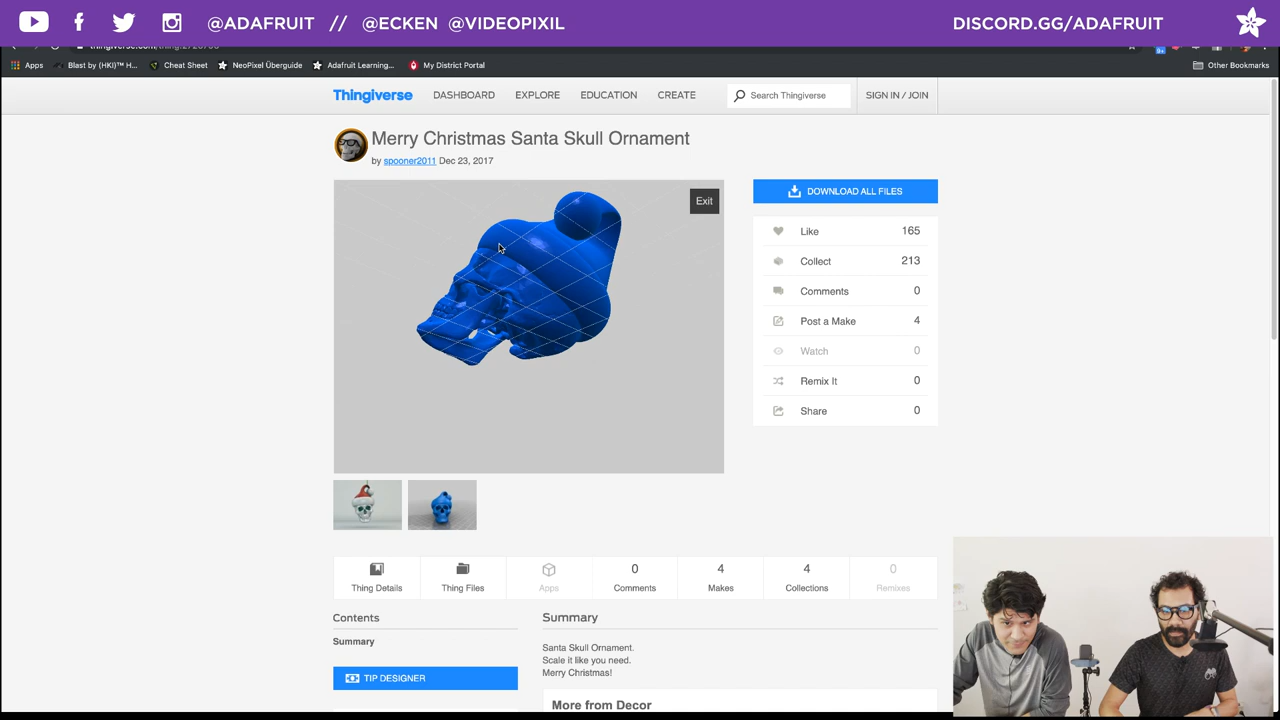 @ADAFRUIT // @ECKEN @VIDEOPIXIL
DISCORD.GG/ADAFRUIT
Apps
Blast by (HKI)™ H...
Cheat Sheet
NeoPixel Überguide
Adafruit Learning...
My District Portal
Other Bookmarks
Thingiverse
DASHBOARD
EXPLORE
EDUCATION
CREATE
Search Thingiverse
SIGN IN / JOIN
Merry Christmas Santa Skull Ornament
by spooner2011 Dec 23, 2017
Exit
DOWNLOAD ALL FILES
Like 165
Collect 213
Comments 0
Post a Make 4
Watch 0
Remix It 0
Share 0
Thing Details
Thing Files
Apps
0
Comments
4
Makes
4
Collections
0
Remixes
Contents
Summary
TIP DESIGNER
Summary
Santa Skull Ornament.
Scale it like you need.
Merry Christmas!
More from Decor